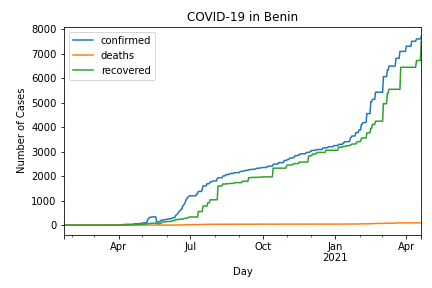 COVID-19 in Benin
confirmed
deaths
recovered
Number of Cases
8000
7000
6000
5000
4000
3000
2000
1000
0
Apr
Jul
Oct
Jan
2021
Apr
Day